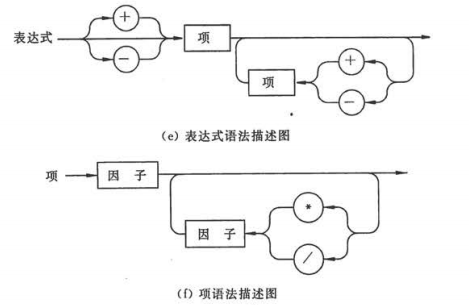 表达式 + − 项 项 + −
(e) 表达式语法描述图
项 因子 因子 * /
(f) 项语法描述图